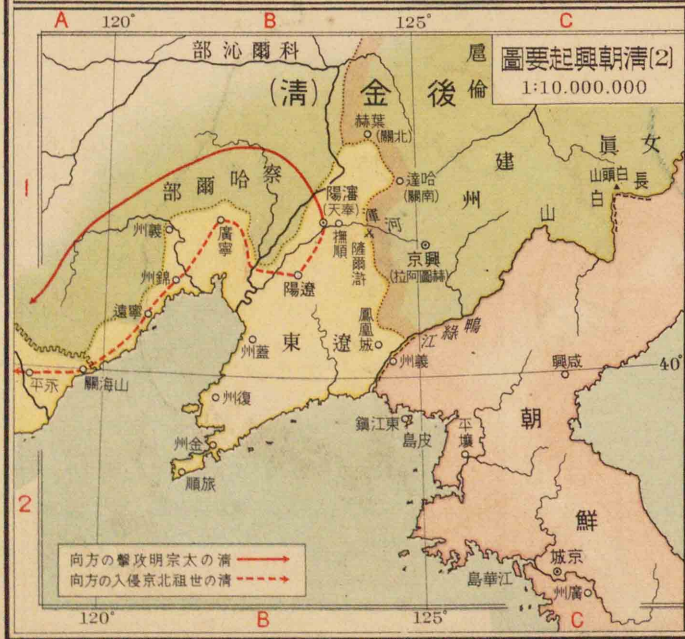 A 120° B 125° C
(2)清朝興起要圖
1:10.000.000
科爾沁部
後金(清)
扈倫
葉赫
(北關)
女眞
建州
哈達
(南關)
白頭山
長白山
1
察哈爾部
瀋陽
(奉天)
撫順
渾河
薩爾滸
興京
(赫圖阿拉)
義州
廣寧
錦州
遼陽
寧遠
遼東
鳳凰城
蓋州
鴨綠江
義州
咸興
40°
永平
山海關
復州
朝鮮
東江鎭
皮島
平壤
金州
旅順
2
京城
江華島
廣州
清の太宗明攻擊の方向
清の世祖北京侵入の方向
120° B 125° C